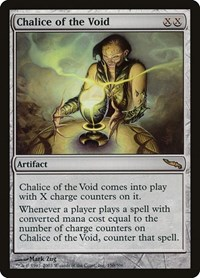 Chalice of the Void XX
Artifact
Chalice of the Void comes into play
with X charge counters on it.
Whenever a player plays a spell with
converted mana cost equal to the
number of charge counters on
Chalice of the Void, counter that spell.
Mark Zug